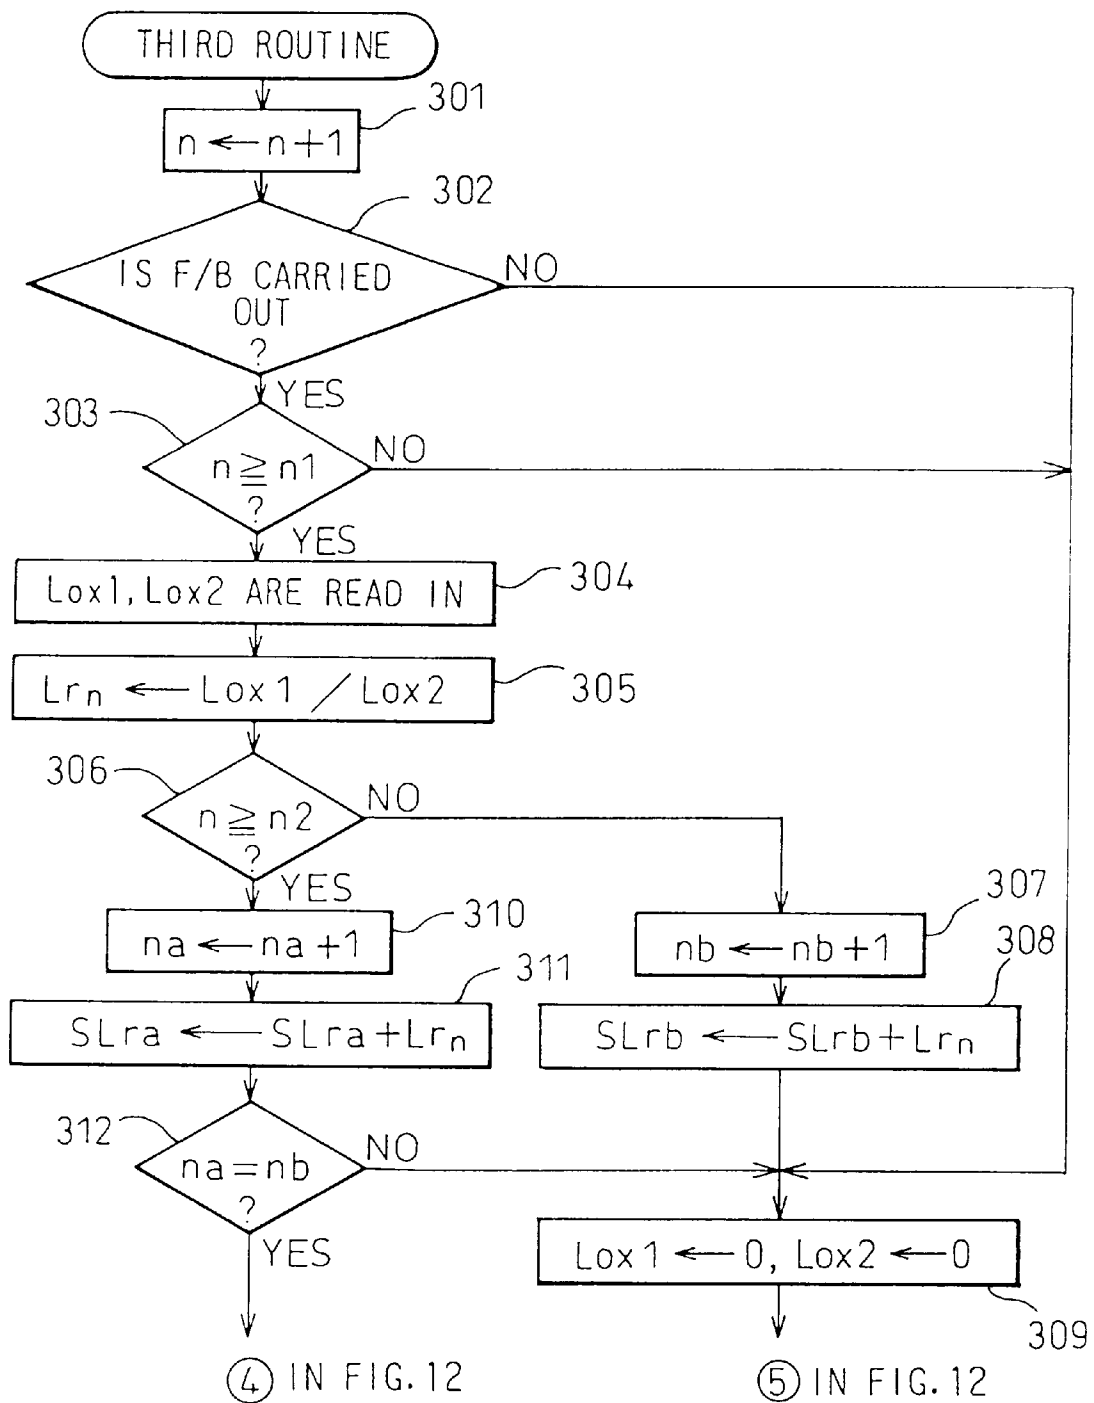 THIRD ROUTINE
301
n ← n+1
302
IS F/B CARRIED
OUT
?
NO
YES
303
n ≧ n1
?
NO
YES
304
Lox1, Lox2 ARE READ IN
305
Lrn ← Lox1 / Lox2
306
n ≧ n2
?
NO
YES
307
310
na ← na+1
nb ← nb+1
308
311
SLra ← SLra+Lrn
SLrb ← SLrb+Lrn
312
na=nb
?
NO
YES
Lox1 ← 0, Lox2 ← 0
309
④ IN FIG.12
⑤ IN FIG.12